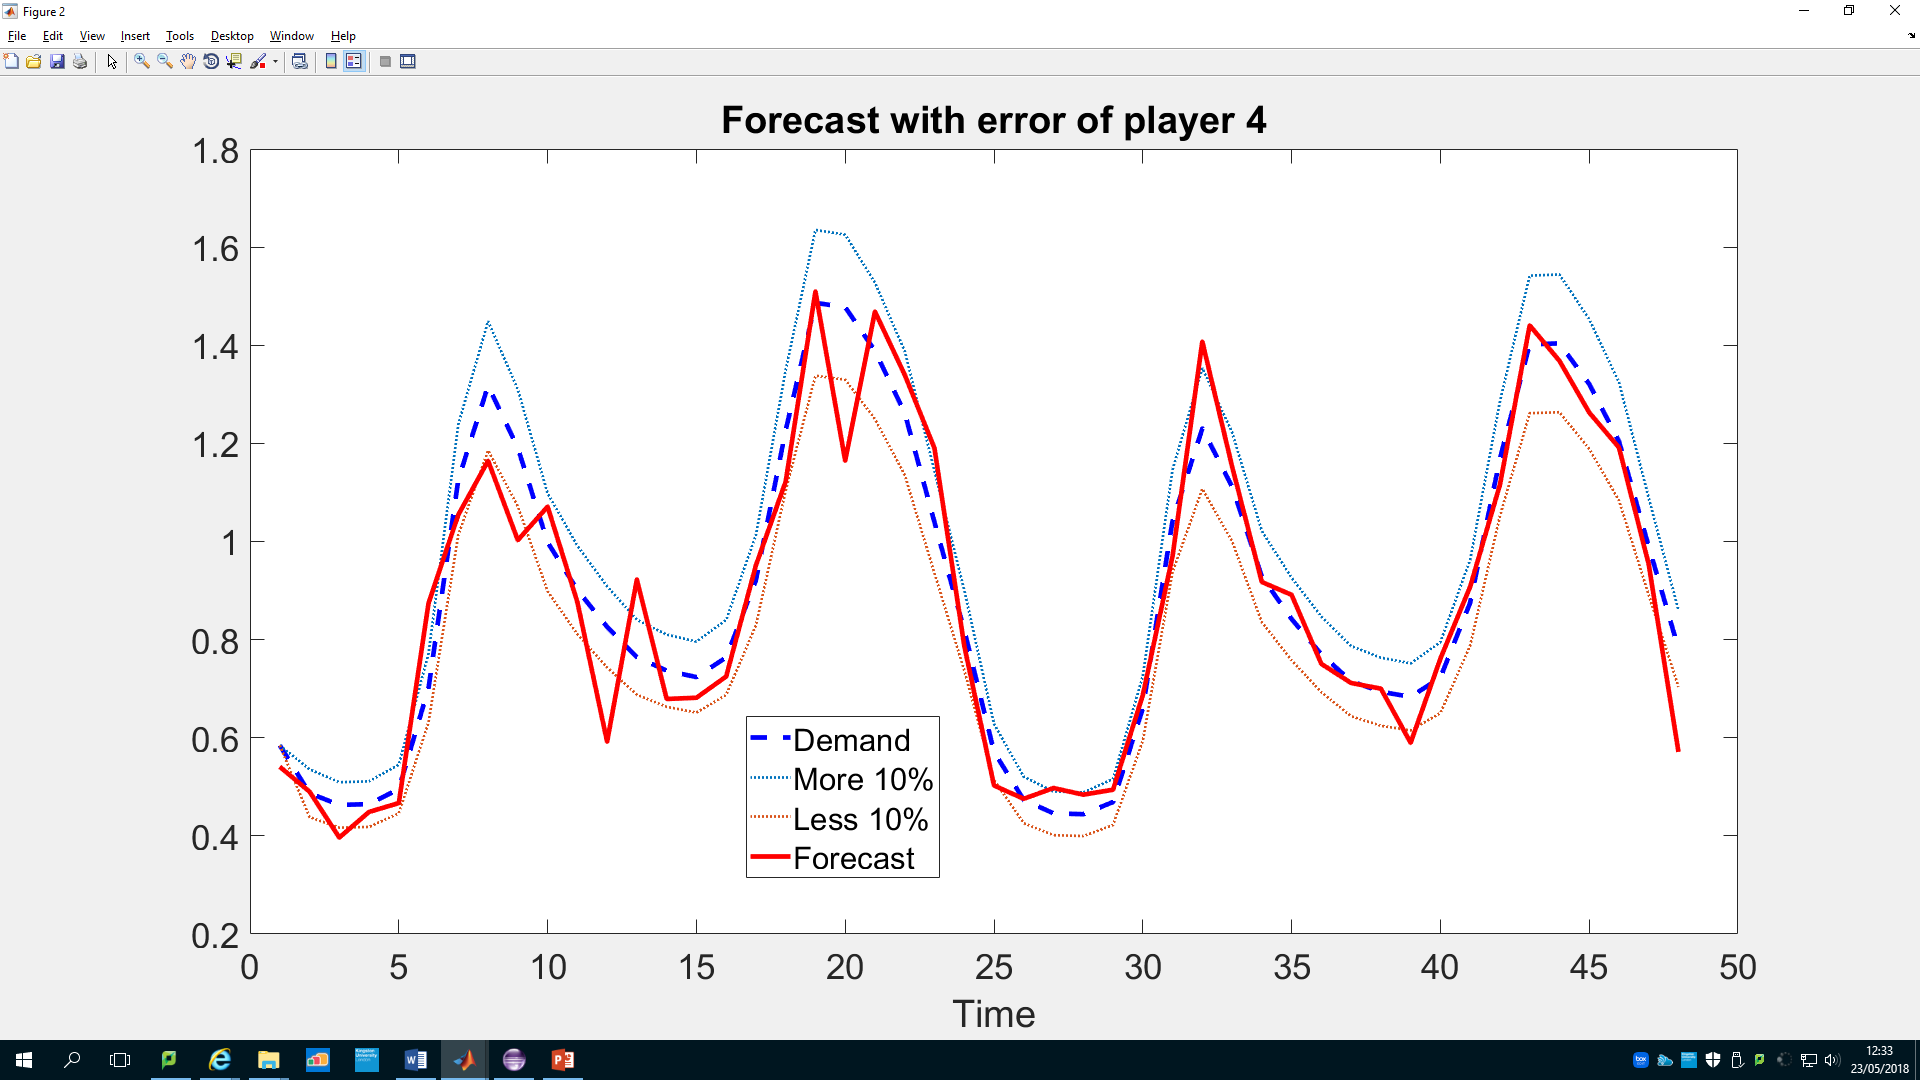 Figure 2
File Edit View Insert Tools Desktop Window Help
Forecast with error of player 4
1.8
1.6
1.4
1.2
1
0.8
0.6
0.4
0.2
Demand
More 10%
Less 10%
Forecast
0 5 10 15 20 25 30 35 40 45 50
Time
12:33
23/05/2018